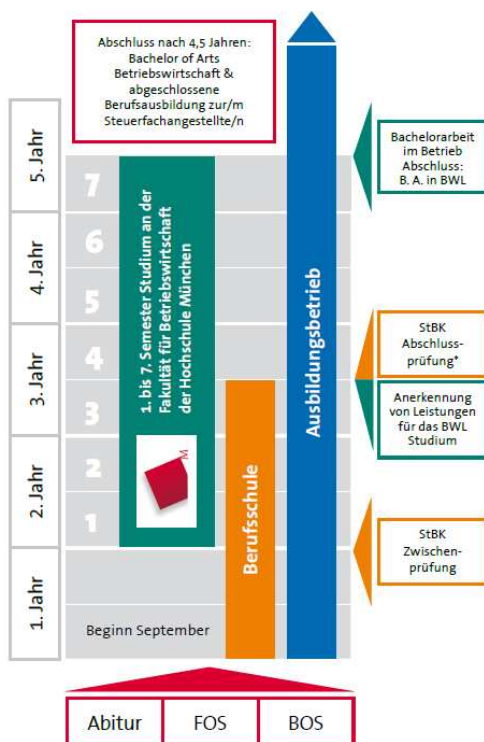 Abschluss nach 4,5 Jahren:
Bachelor of Arts
Betriebswirtschaft &
abgeschlossene
Berufsausbildung zur/m
Steuerfachangestellte/n
5. Jahr
4. Jahr
3. Jahr
2. Jahr
1. Jahr
7
6
5
4
3
2
1
Beginn September
1. bis 7. Semester Studium an der
Fakultät für Betriebswirtschaft
der Hochschule München
M
Berufsschule
Ausbildungsbetrieb
Bachelorarbeit
im Betrieb
Abschluss:
B. A. in BWL
StBK
Abschluss-
prüfung*
Anerkennung
von Leistungen
für das BWL
Studium
StBK
Zwischen-
prüfung
Abitur
FOS
BOS